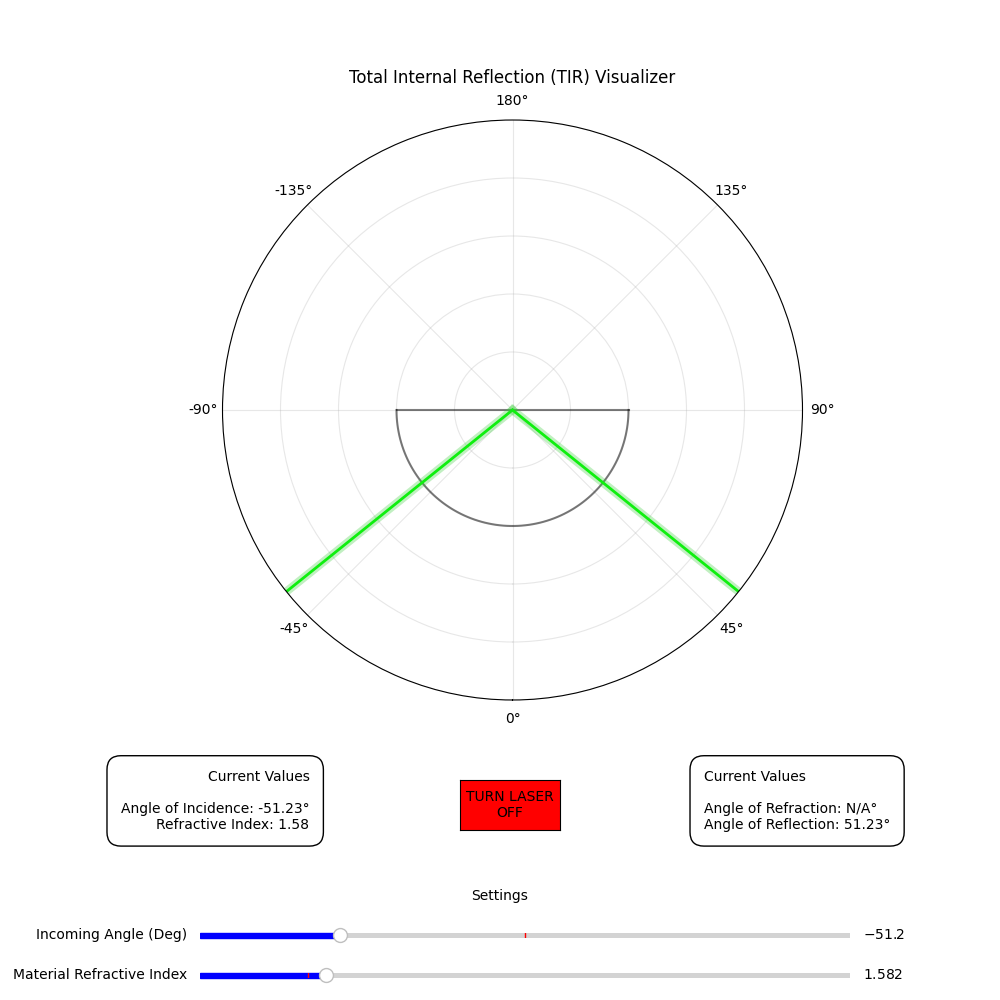 Total Internal Reflection (TIR) Visualizer
180°
-135°
135°
-90°
90°
-45°
45°
0°
Current Values
Angle of Incidence: -51.23°
Refractive Index: 1.58
TURN LASER
OFF
Current Values
Angle of Refraction: N/A°
Angle of Reflection: 51.23°
Settings
Incoming Angle (Deg)
−51.2
Material Refractive Index
1.582